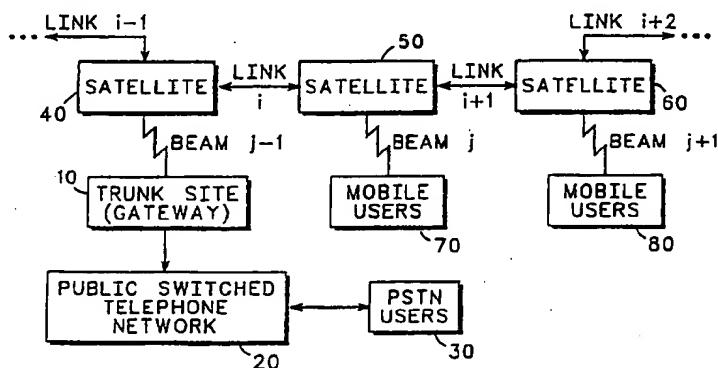 LINK i-1
LINK i+2
50
SATELLITE
LINK
i
SATELLITE
LINK
i+1
SATELLITE
40
60
BEAM j-1
BEAM j
BEAM j+1
10
TRUNK SITE
(GATEWAY)
MOBILE
USERS
MOBILE
USERS
70
80
PUBLIC SWITCHED
TELEPHONE
NETWORK
PSTN
USERS
20
30